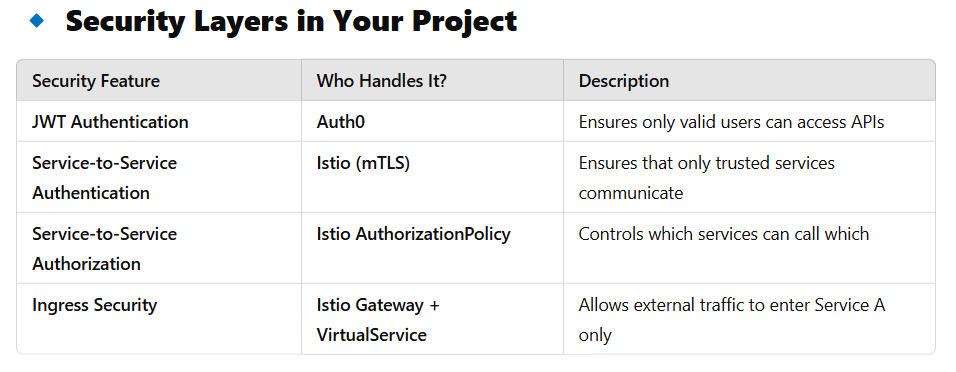 Security Layers in Your Project
Security Feature
Who Handles It?
Description
JWT Authentication
Auth0
Ensures only valid users can access APIs
Service-to-Service
Authentication
Istio (mTLS)
Ensures that only trusted services
communicate
Service-to-Service
Authorization
Istio AuthorizationPolicy
Controls which services can call which
Ingress Security
Istio Gateway +
VirtualService
Allows external traffic to enter Service A
only